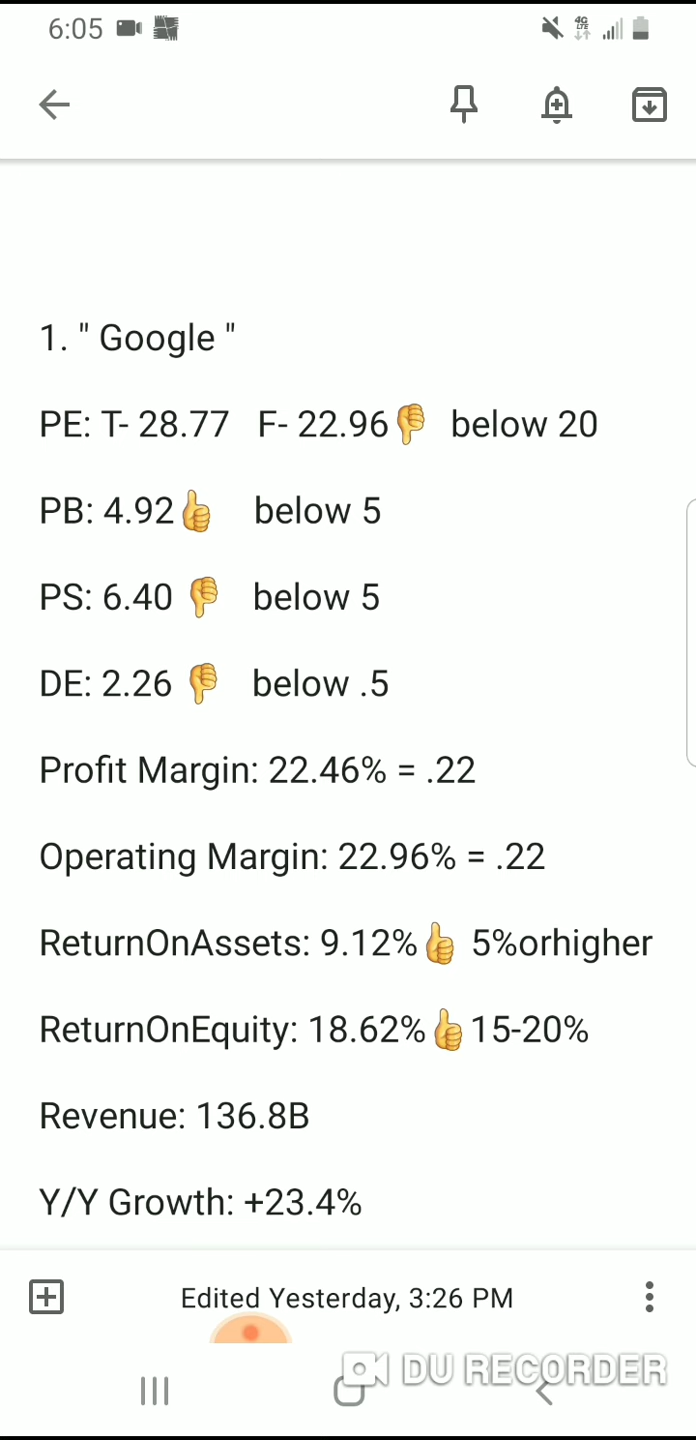 6:05
4G
LTE
1. " Google "
PE: T- 28.77 F- 22.96👎 below 20
PB: 4.92👍 below 5
PS: 6.40 👎 below 5
DE: 2.26 👎 below .5
Profit Margin: 22.46% = .22
Operating Margin: 22.96% = .22
ReturnOnAssets: 9.12%👍 5%orhigher
ReturnOnEquity: 18.62%👍15-20%
Revenue: 136.8B
Y/Y Growth: +23.4%
Edited Yesterday, 3:26 PM
DU RECORDER